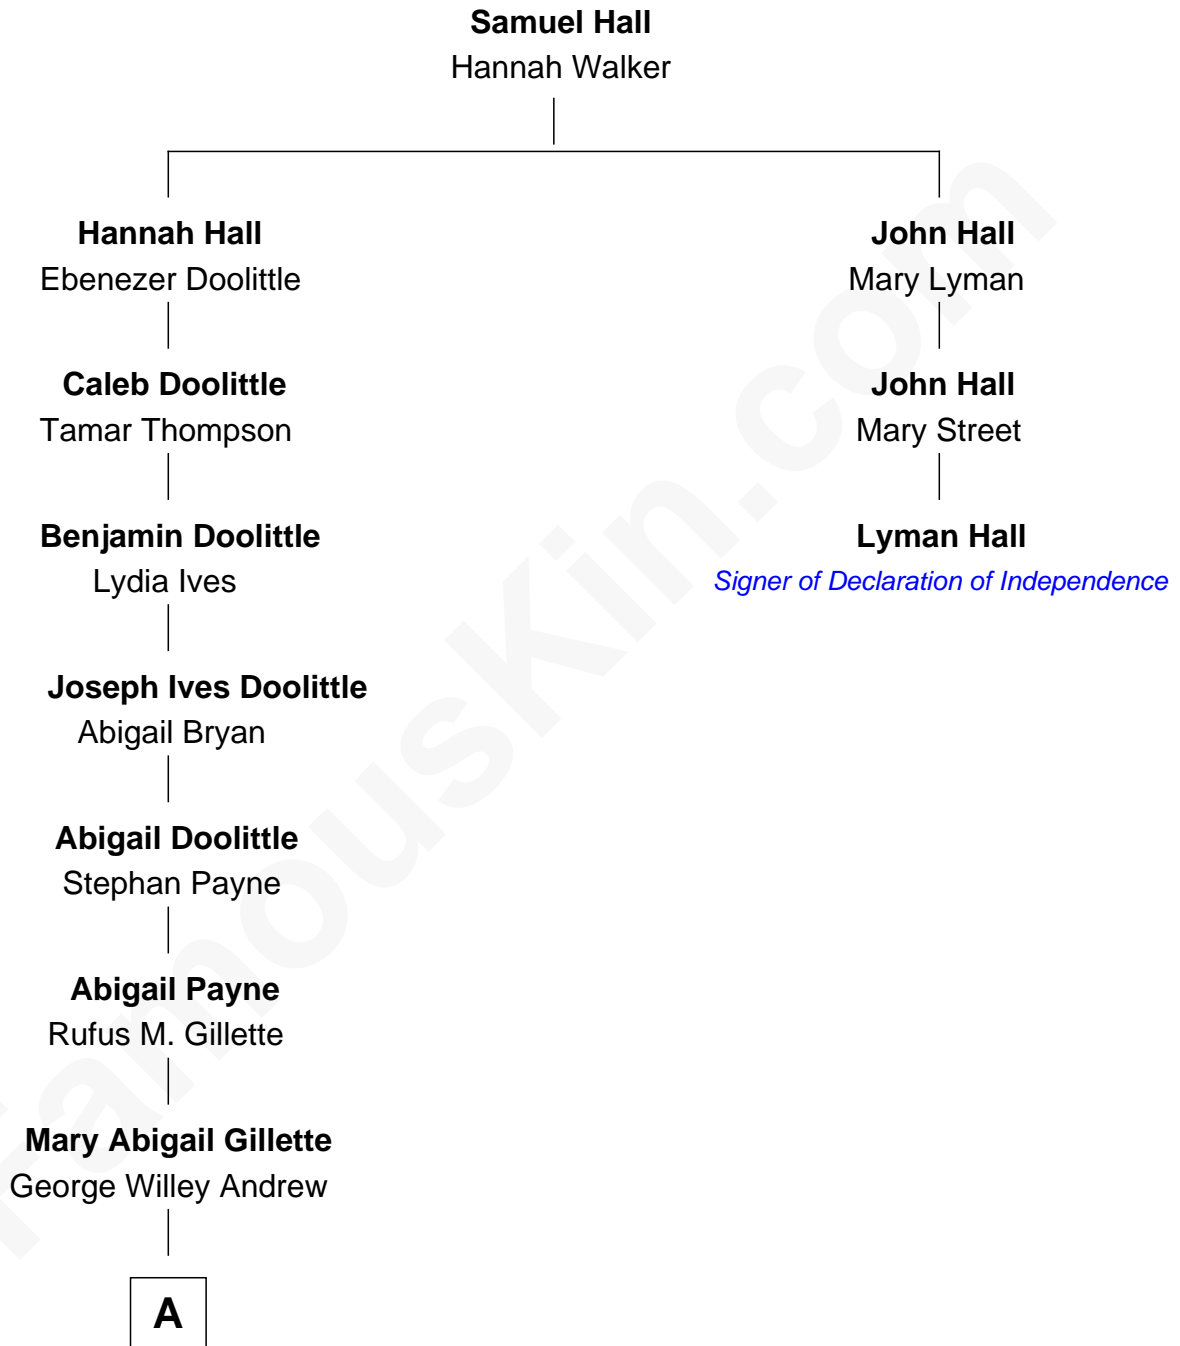 Samuel Hall
Hannah Walker
Hannah Hall
Ebenezer Doolittle
John Hall
Mary Lyman
Caleb Doolittle
Tamar Thompson
John Hall
Mary Street
Benjamin Doolittle
Lydia Ives
Lyman Hall
Signer of Declaration of Independence
Joseph Ives Doolittle
Abigail Bryan
Abigail Doolittle
Stephan Payne
Abigail Payne
Rufus M. Gillette
Mary Abigail Gillette
George Willey Andrew
A
FamousKin.com